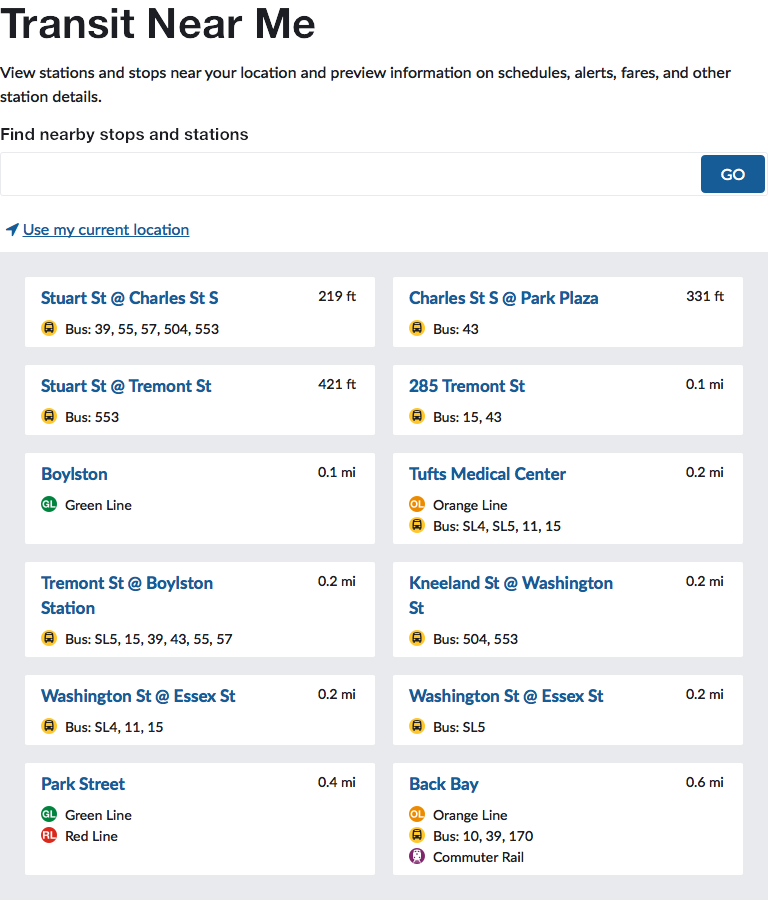 Transit Near Me
View stations and stops near your location and preview information on schedules, alerts, fares, and other
station details.
Find nearby stops and stations
GO
Use my current location
Stuart St @ Charles St S 219 ft
Bus: 39, 55, 57, 504, 553
Charles St S @ Park Plaza 331 ft
Bus: 43
Stuart St @ Tremont St 421 ft
Bus: 553
285 Tremont St 0.1 mi
Bus: 15, 43
Boylston 0.1 mi
GL Green Line
Tufts Medical Center 0.2 mi
OL Orange Line
Bus: SL4, SL5, 11, 15
Tremont St @ Boylston 0.2 mi
Station
Bus: SL5, 15, 39, 43, 55, 57
Kneeland St @ Washington 0.2 mi
St
Bus: 504, 553
Washington St @ Essex St 0.2 mi
Bus: SL4, 11, 15
Washington St @ Essex St 0.2 mi
Bus: SL5
Park Street 0.4 mi
GL Green Line
RL Red Line
Back Bay 0.6 mi
OL Orange Line
Bus: 10, 39, 170
Commuter Rail